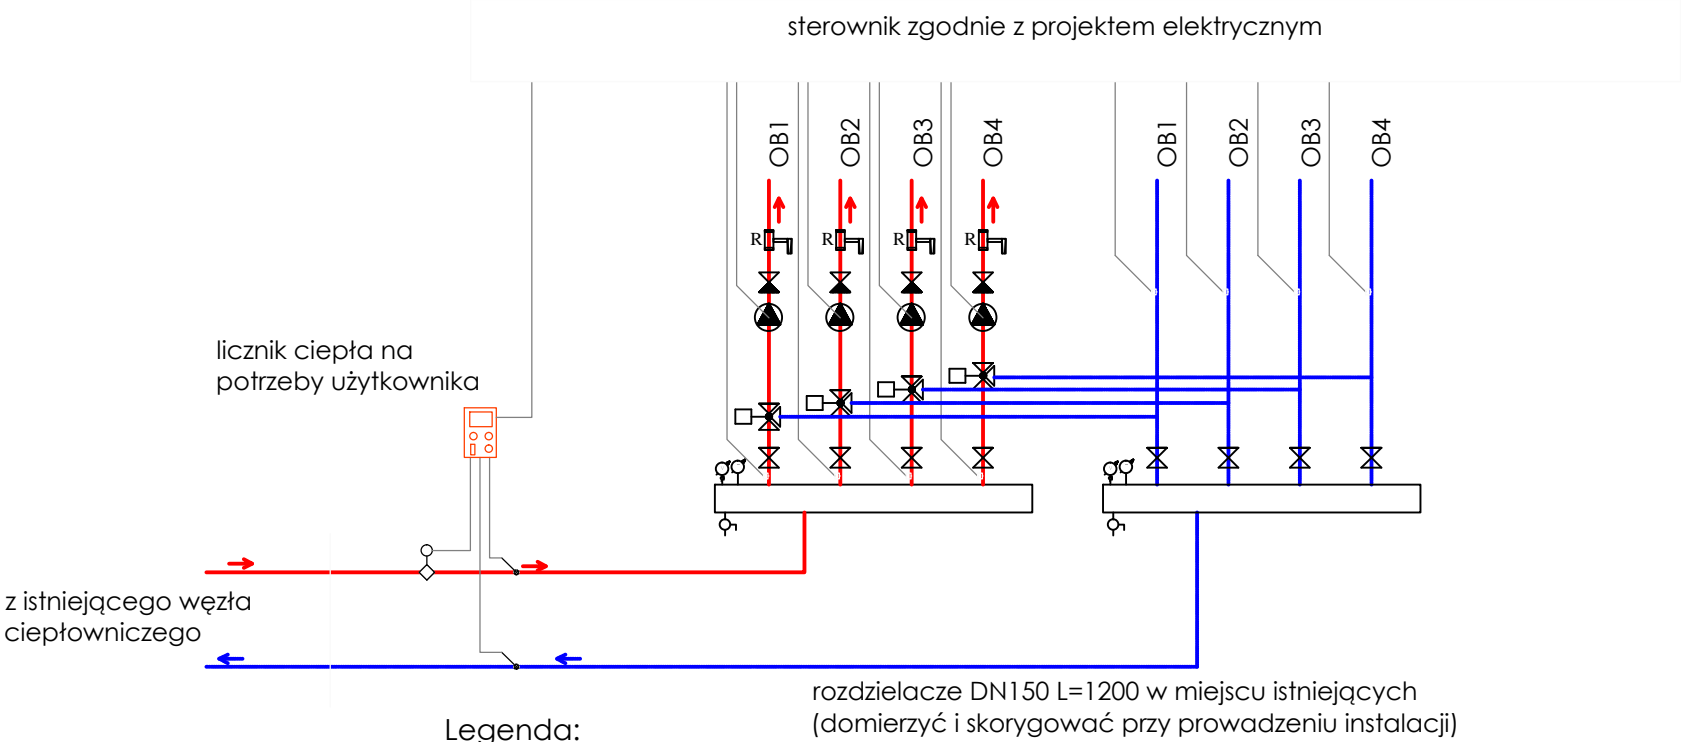 sterownik zgodnie z projektem elektrycznym
OB1
OB2
OB3
OB4
OB1
OB2
OB3
OB4
R
R
R
R
licznik ciepła na
potrzeby użytkownika
z istniejącego węzła
ciepłowniczego
rozdzielacze DN150 L=1200 w miejscu istniejących
(domierzyć i skorygować przy prowadzeniu instalacji)
Legenda: